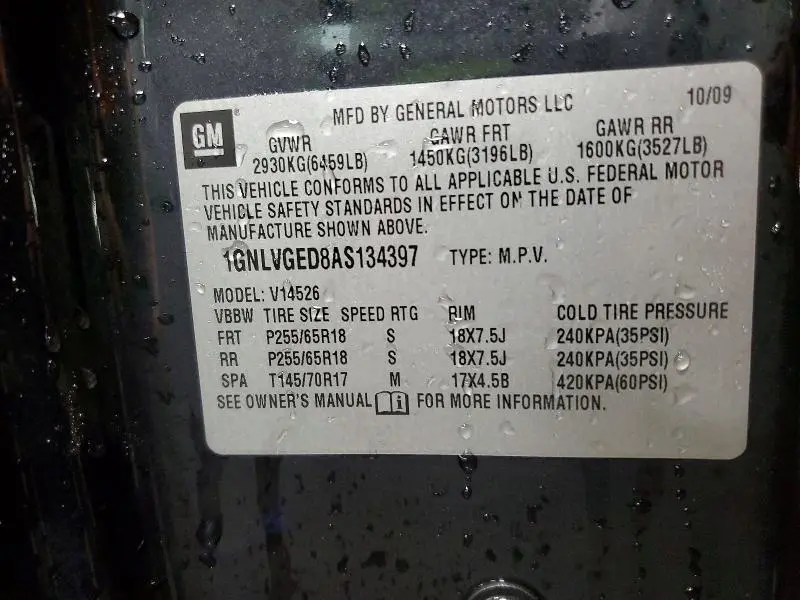 MFD BY GENERAL MOTORS LLC 10/09
GM
GVWR GAWR FRT GAWR RR
2930KG(6459LB) 1450KG(3196LB) 1600KG(3527LB)
THIS VEHICLE CONFORMS TO ALL APPLICABLE U.S. FEDERAL MOTOR
VEHICLE SAFETY STANDARDS IN EFFECT ON THE DATE OF
MANUFACTURE SHOWN ABOVE.
1GNLVGED8AS134397 TYPE: M.P.V.
MODEL: V14526
VBBW TIRE SIZE SPEED RTG RIM COLD TIRE PRESSURE
FRT P255/65R18 S 18X7.5J 240KPA(35PSI)
RR P255/65R18 S 18X7.5J 240KPA(35PSI)
SPA T145/70R17 M 17X4.5B 420KPA(60PSI)
SEE OWNER'S MANUAL i FOR MORE INFORMATION.